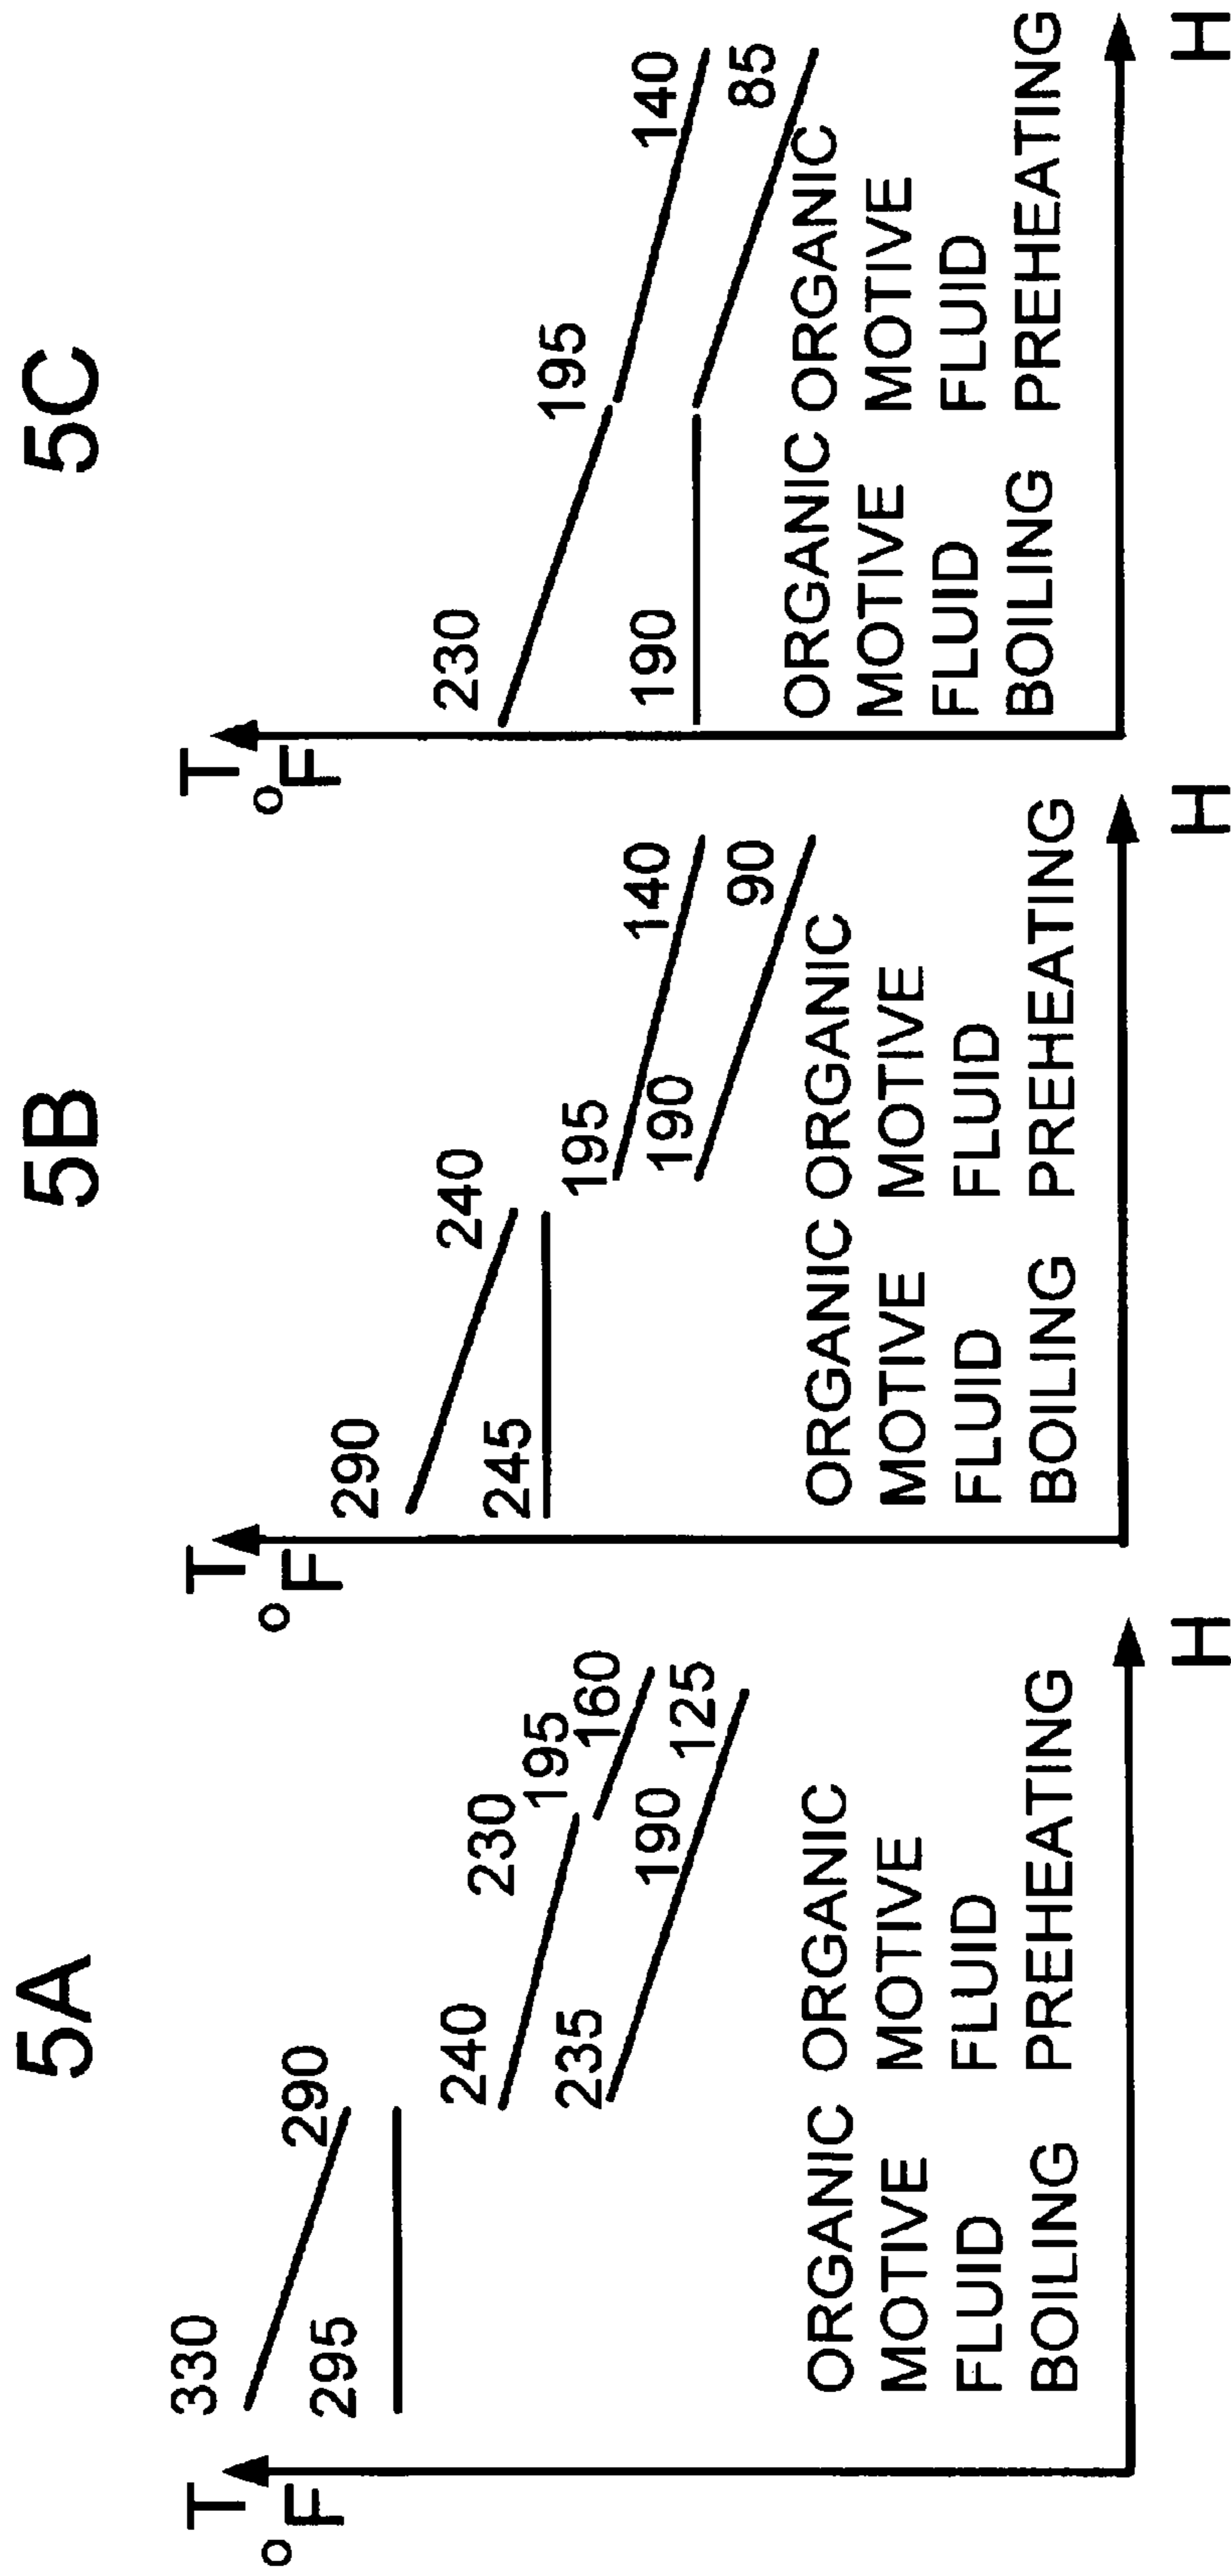 5A
T
°F
330
290
295
240
230
195
160
235
190
125
ORGANIC ORGANIC
MOTIVE MOTIVE
FLUID FLUID
BOILING PREHEATING
H
5B
T
°F
290
240
245
195
140
190
90
ORGANIC ORGANIC
MOTIVE MOTIVE
FLUID FLUID
BOILING PREHEATING
H
5C
T
°F
230
195
140
190
85
ORGANIC ORGANIC
MOTIVE MOTIVE
FLUID FLUID
BOILING PREHEATING
H